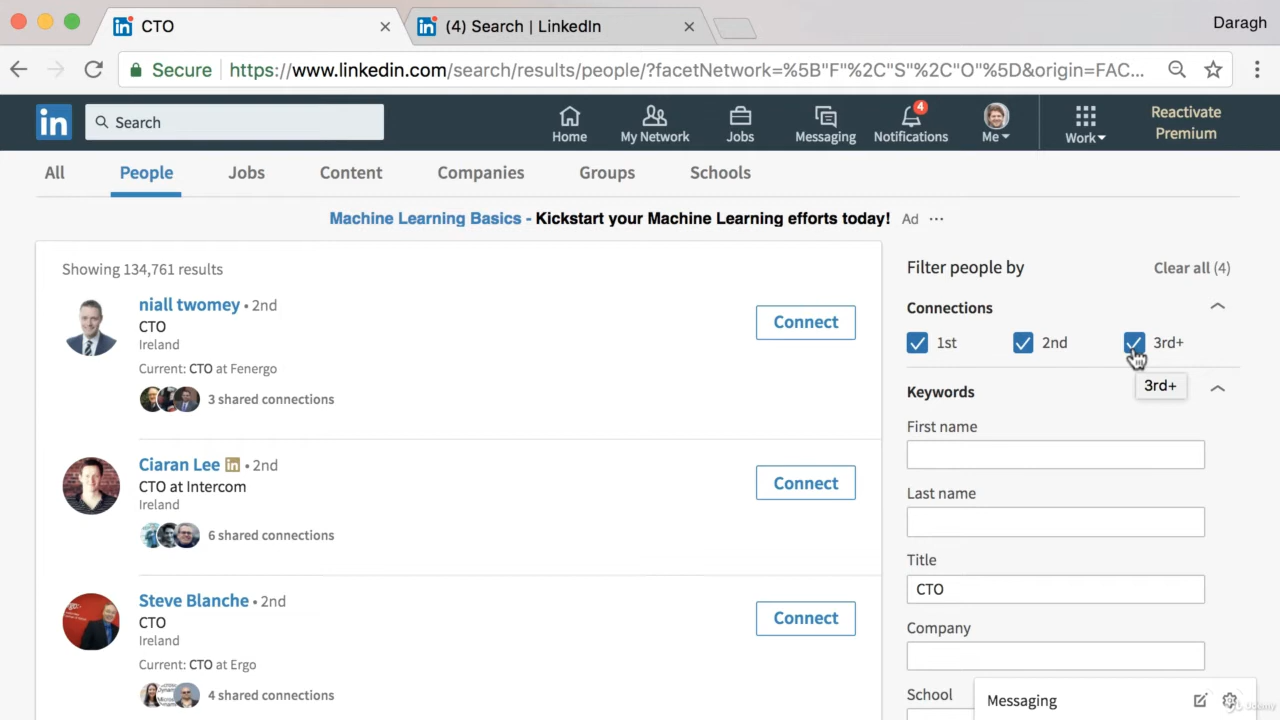 CTO
(4) Search | LinkedIn
Daragh
Secure
https://www.linkedin.com/search/results/people/?facetNetwork=%5B"F"%2C"S"%2C"O"%5D&origin=FAC...
in
Search
Home
My Network
Jobs
Messaging
4
Notifications
Me
Work
Reactivate
Premium
All
People
Jobs
Content
Companies
Groups
Schools
Machine Learning Basics - Kickstart your Machine Learning efforts today! Ad ...
Showing 134,761 results
niall twomey • 2nd
CTO
Ireland
Current: CTO at Fenergo
3 shared connections
Connect
Ciaran Lee in • 2nd
CTO at Intercom
Ireland
6 shared connections
Connect
Steve Blanche • 2nd
CTO
Ireland
Current: CTO at Ergo
4 shared connections
Connect
Filter people by
Clear all (4)
Connections
1st
2nd
3rd+
3rd+
Keywords
First name
Last name
Title
CTO
Company
School
Messaging
Udemy